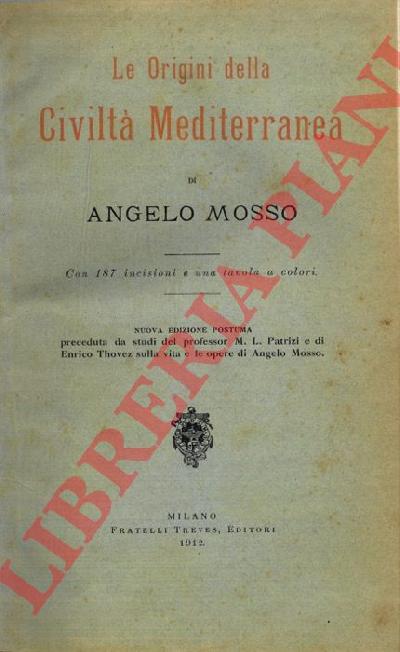 Le Origini della
Civiltà Mediterranea
DI
ANGELO MOSSO
Con 187 incisioni e una tavola a colori.
NUOVA EDIZIONE POSTUMA
preceduta da studi del professor M. L. Patrizi e di
Enrico Thovez sulla vita e le opere di Angelo Mosso.
MILANO
FRATELLI TREVES, EDITORI
1912.
LIBRERIA PIANI